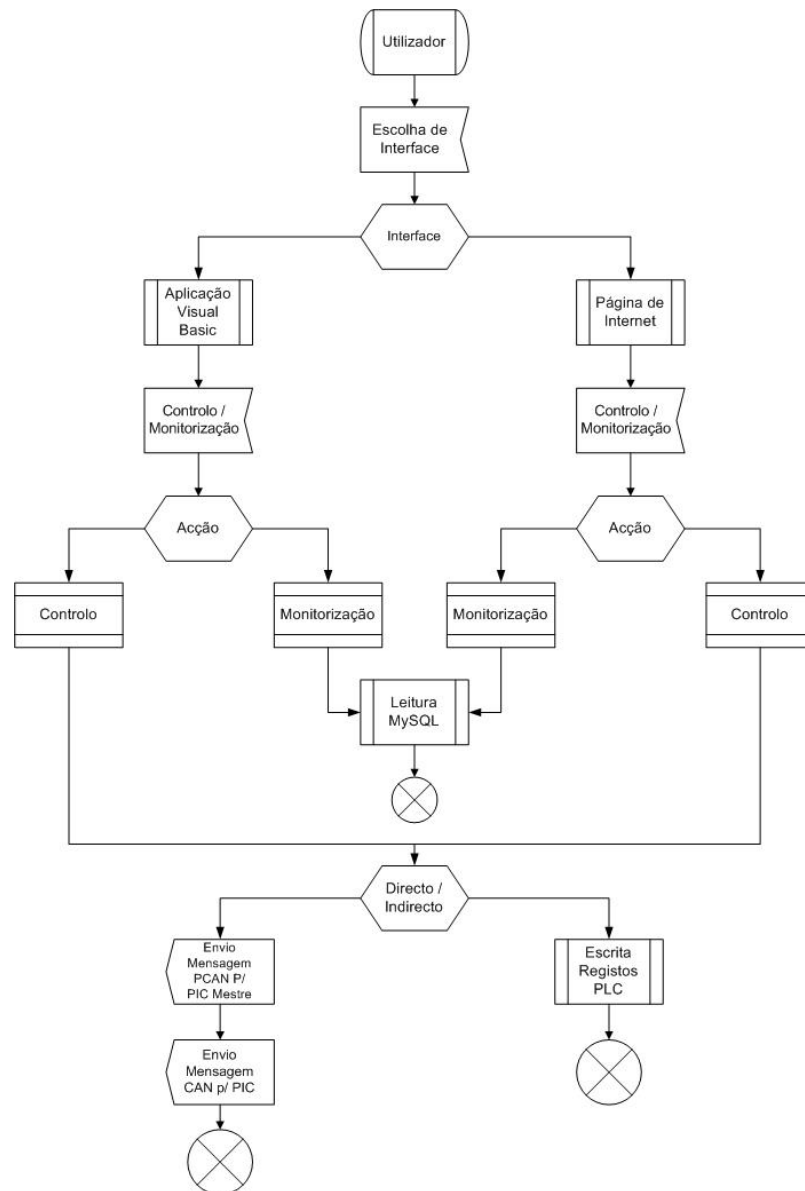 Utilizador
Escolha de
Interface
Interface
Aplicação
Visual
Basic
Página de
Internet
Controlo /
Monitorização
Controlo /
Monitorização
Acção
Acção
Controlo
Monitorização
Monitorização
Controlo
Leitura
MySQL
Directo /
Indirecto
Envio
Mensagem
PCAN P/
PIC Mestre
Escrita
Registos
PLC
Envio
Mensagem
CAN p/ PIC